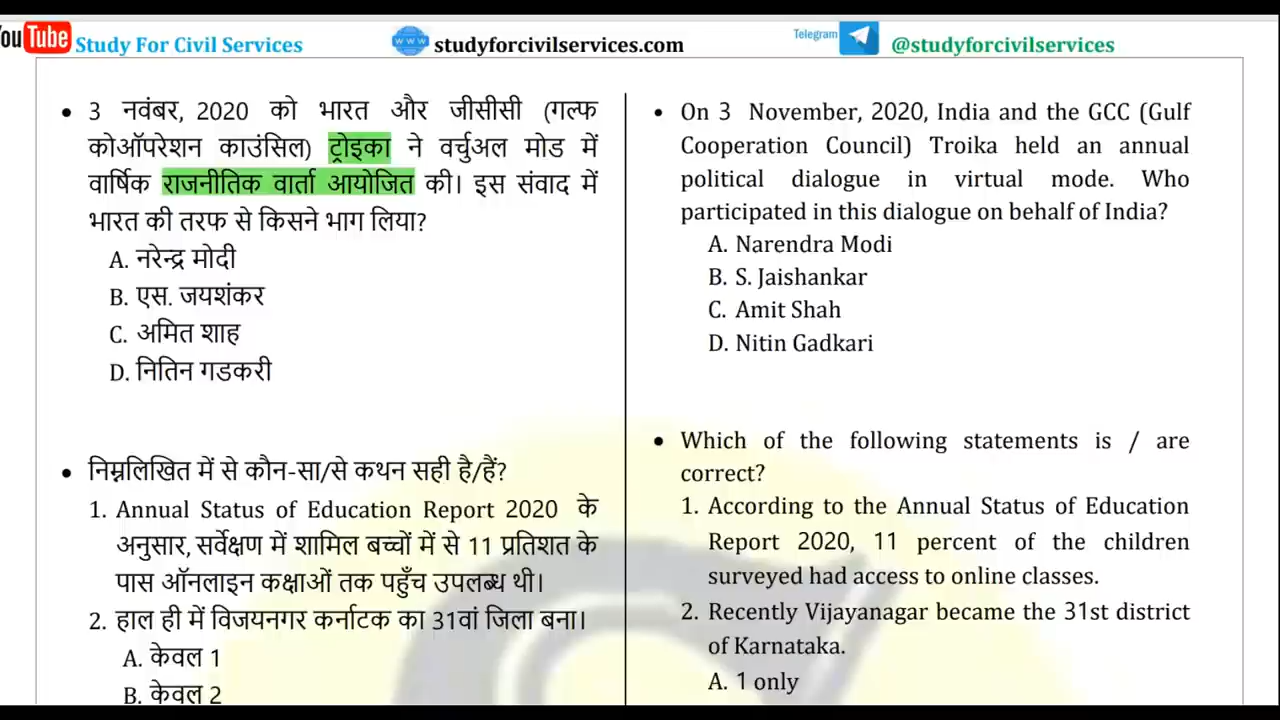 You Tube Study For Civil Services
www studyforcivilservices.com
Telegram @studyforcivilservices
• 3 नवंबर, 2020 को भारत और जीसीसी (गल्फ
कोऑपरेशन काउंसिल) ट्रोइका ने वर्चुअल मोड में
वार्षिक राजनीतिक वार्ता आयोजित की। इस संवाद में
भारत की तरफ से किसने भाग लिया?
A. नरेन्द्र मोदी
B. एस. जयशंकर
C. अमित शाह
D. नितिन गडकरी
• निम्नलिखित में से कौन-सा/से कथन सही है/हैं?
1. Annual Status of Education Report 2020 के
अनुसार, सर्वेक्षण में शामिल बच्चों में से 11 प्रतिशत के
पास ऑनलाइन कक्षाओं तक पहुँच उपलब्ध थी।
2. हाल ही में विजयनगर कर्नाटक का 31वां जिला बना।
A. केवल 1
B. केवल 2
• On 3 November, 2020, India and the GCC (Gulf
Cooperation Council) Troika held an annual
political dialogue in virtual mode. Who
participated in this dialogue on behalf of India?
A. Narendra Modi
B. S. Jaishankar
C. Amit Shah
D. Nitin Gadkari
• Which of the following statements is / are
correct?
1. According to the Annual Status of Education
Report 2020, 11 percent of the children
surveyed had access to online classes.
2. Recently Vijayanagar became the 31st district
of Karnataka.
A. 1 only